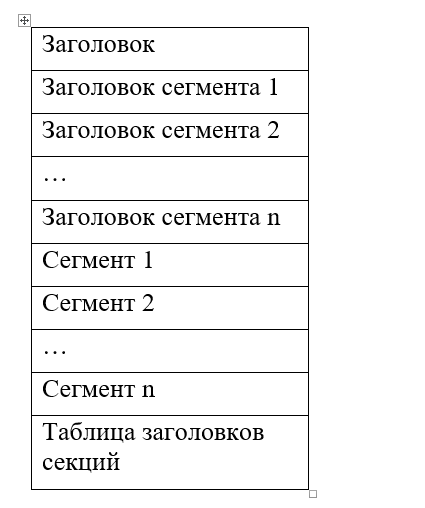 Заголовок
Заголовок сегмента 1
Заголовок сегмента 2
…
Заголовок сегмента n
Сегмент 1
Сегмент 2
…
Сегмент n
Таблица заголовков
секций